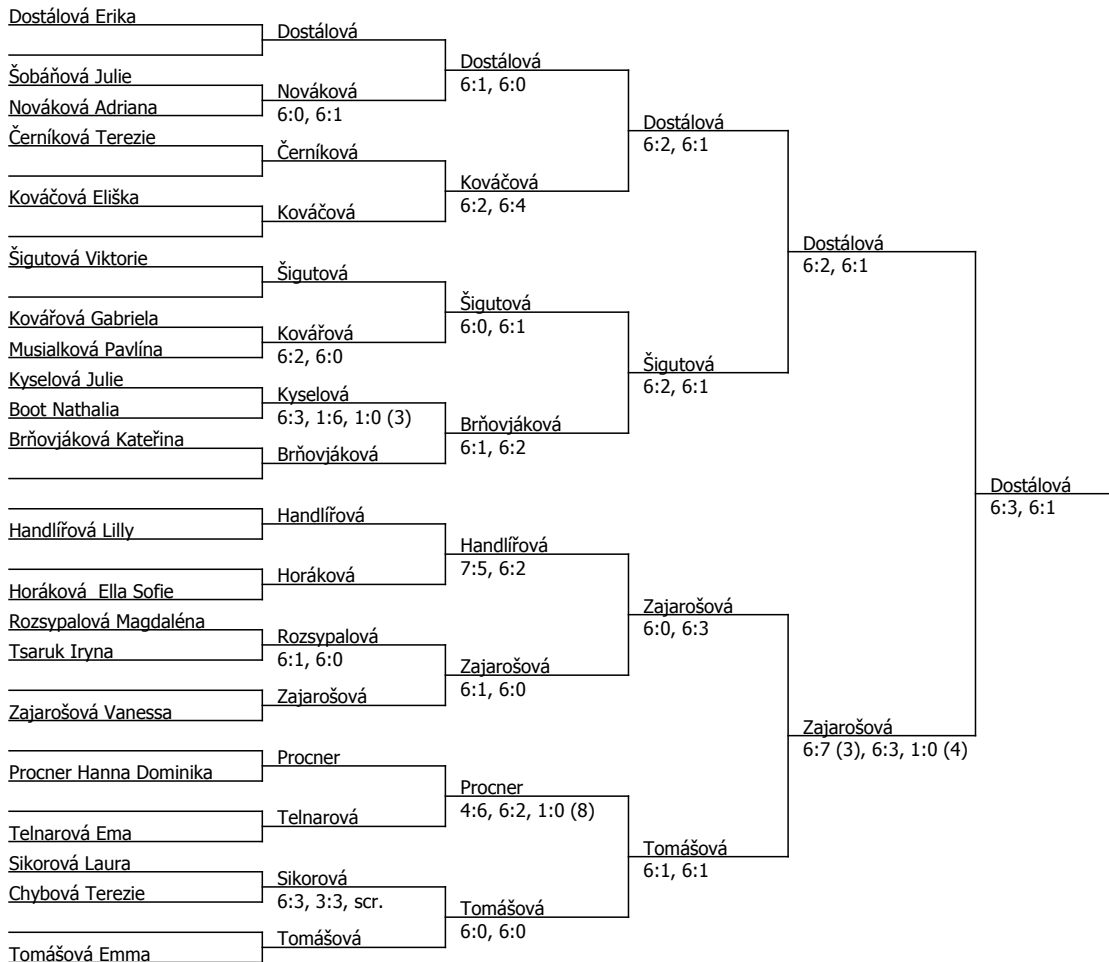 Dostálová Erika
Dostálová
Dostálová
6:1, 6:0
Šobáňová Julie
Nováková
6:0, 6:1
Nováková Adriana
Dostálová
6:2, 6:1
Černíková Terezie
Černíková
Kováčová
6:2, 6:4
Kováčová Eliška
Kováčová
Dostálová
6:2, 6:1
Šigutová Viktorie
Šigutová
Šigutová
6:0, 6:1
Kovářová Gabriela
Kovářová
6:2, 6:0
Musialková Pavlína
Šigutová
6:2, 6:1
Kyselová Julie
Kyselová
6:3, 1:6, 1:0 (3)
Boot Nathalia
Brňovjáková
6:1, 6:2
Brňovjáková Kateřina
Brňovjáková
Dostálová
6:3, 6:1
Handlířová
Handlířová Lilly
Handlířová
7:5, 6:2
Horáková
Horáková  Ella Sofie
Zajarošová
6:0, 6:3
Rozsypalová Magdaléna
Rozsypalová
6:1, 6:0
Tsaruk Iryna
Zajarošová
6:1, 6:0
Zajarošová
Zajarošová Vanessa
Zajarošová
6:7 (3), 6:3, 1:0 (4)
Procner
Procner Hanna Dominika
Procner
4:6, 6:2, 1:0 (8)
Telnarová
Telnarová Ema
Tomášová
6:1, 6:1
Sikorová Laura
Sikorová
6:3, 3:3, scr.
Chybová Terezie
Tomášová
6:0, 6:0
Tomášová
Tomášová Emma